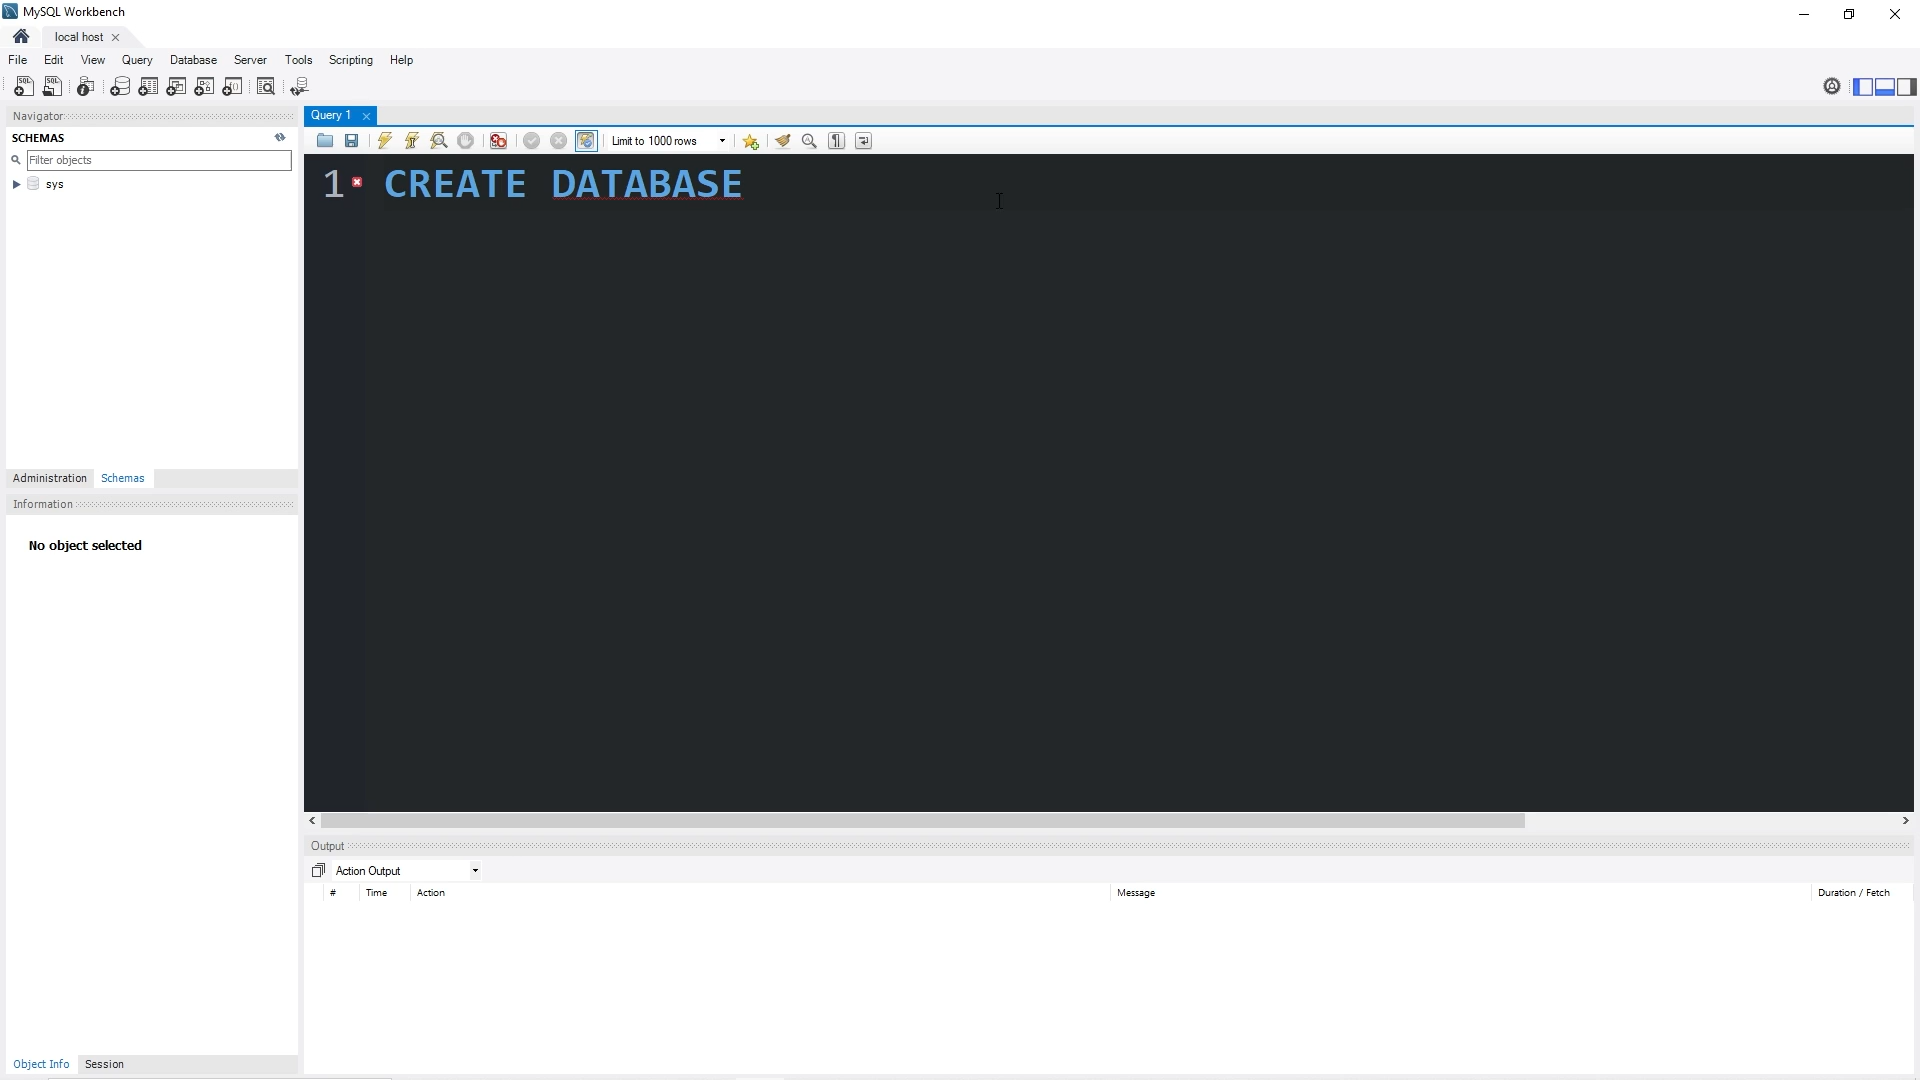 MySQL Workbench
local host
File Edit View Query Database Server Tools Scripting Help
Navigator
SCHEMAS
Filter objects
sys
Administration Schemas
Information
No object selected
Object Info Session
Query 1
Limit to 1000 rows
1 CREATE DATABASE
Output
Action Output
# Time Action Message Duration / Fetch